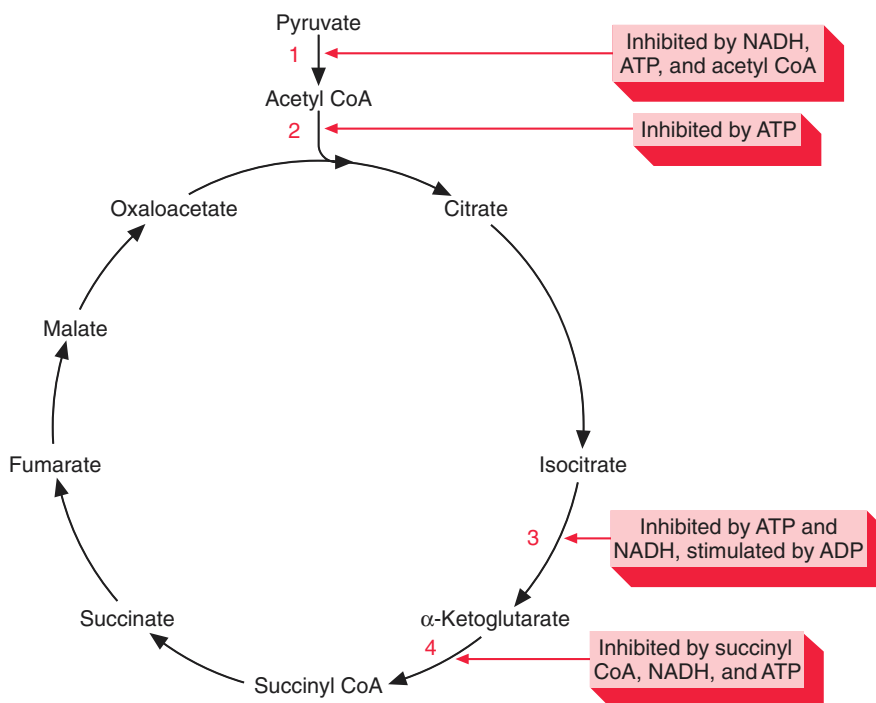 Pyruvate
1
Inhibited by NADH,
ATP, and acetyl CoA
Acetyl CoA
2
Inhibited by ATP
Oxaloacetate
Citrate
Malate
Fumarate
Isocitrate
3
Inhibited by ATP and
NADH, stimulated by ADP
Succinate
α-Ketoglutarate
4
Inhibited by succinyl
CoA, NADH, and ATP
Succinyl CoA